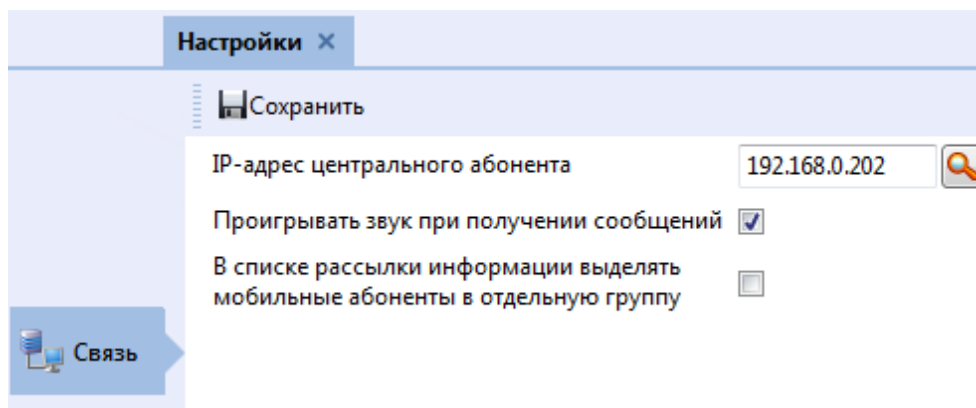 Настройки
Сохранить
IP-адрес центрального абонента 192.168.0.202
Проигрывать звук при получении сообщений
В списке рассылки информации выделять
мобильные абоненты в отдельную группу
Связь